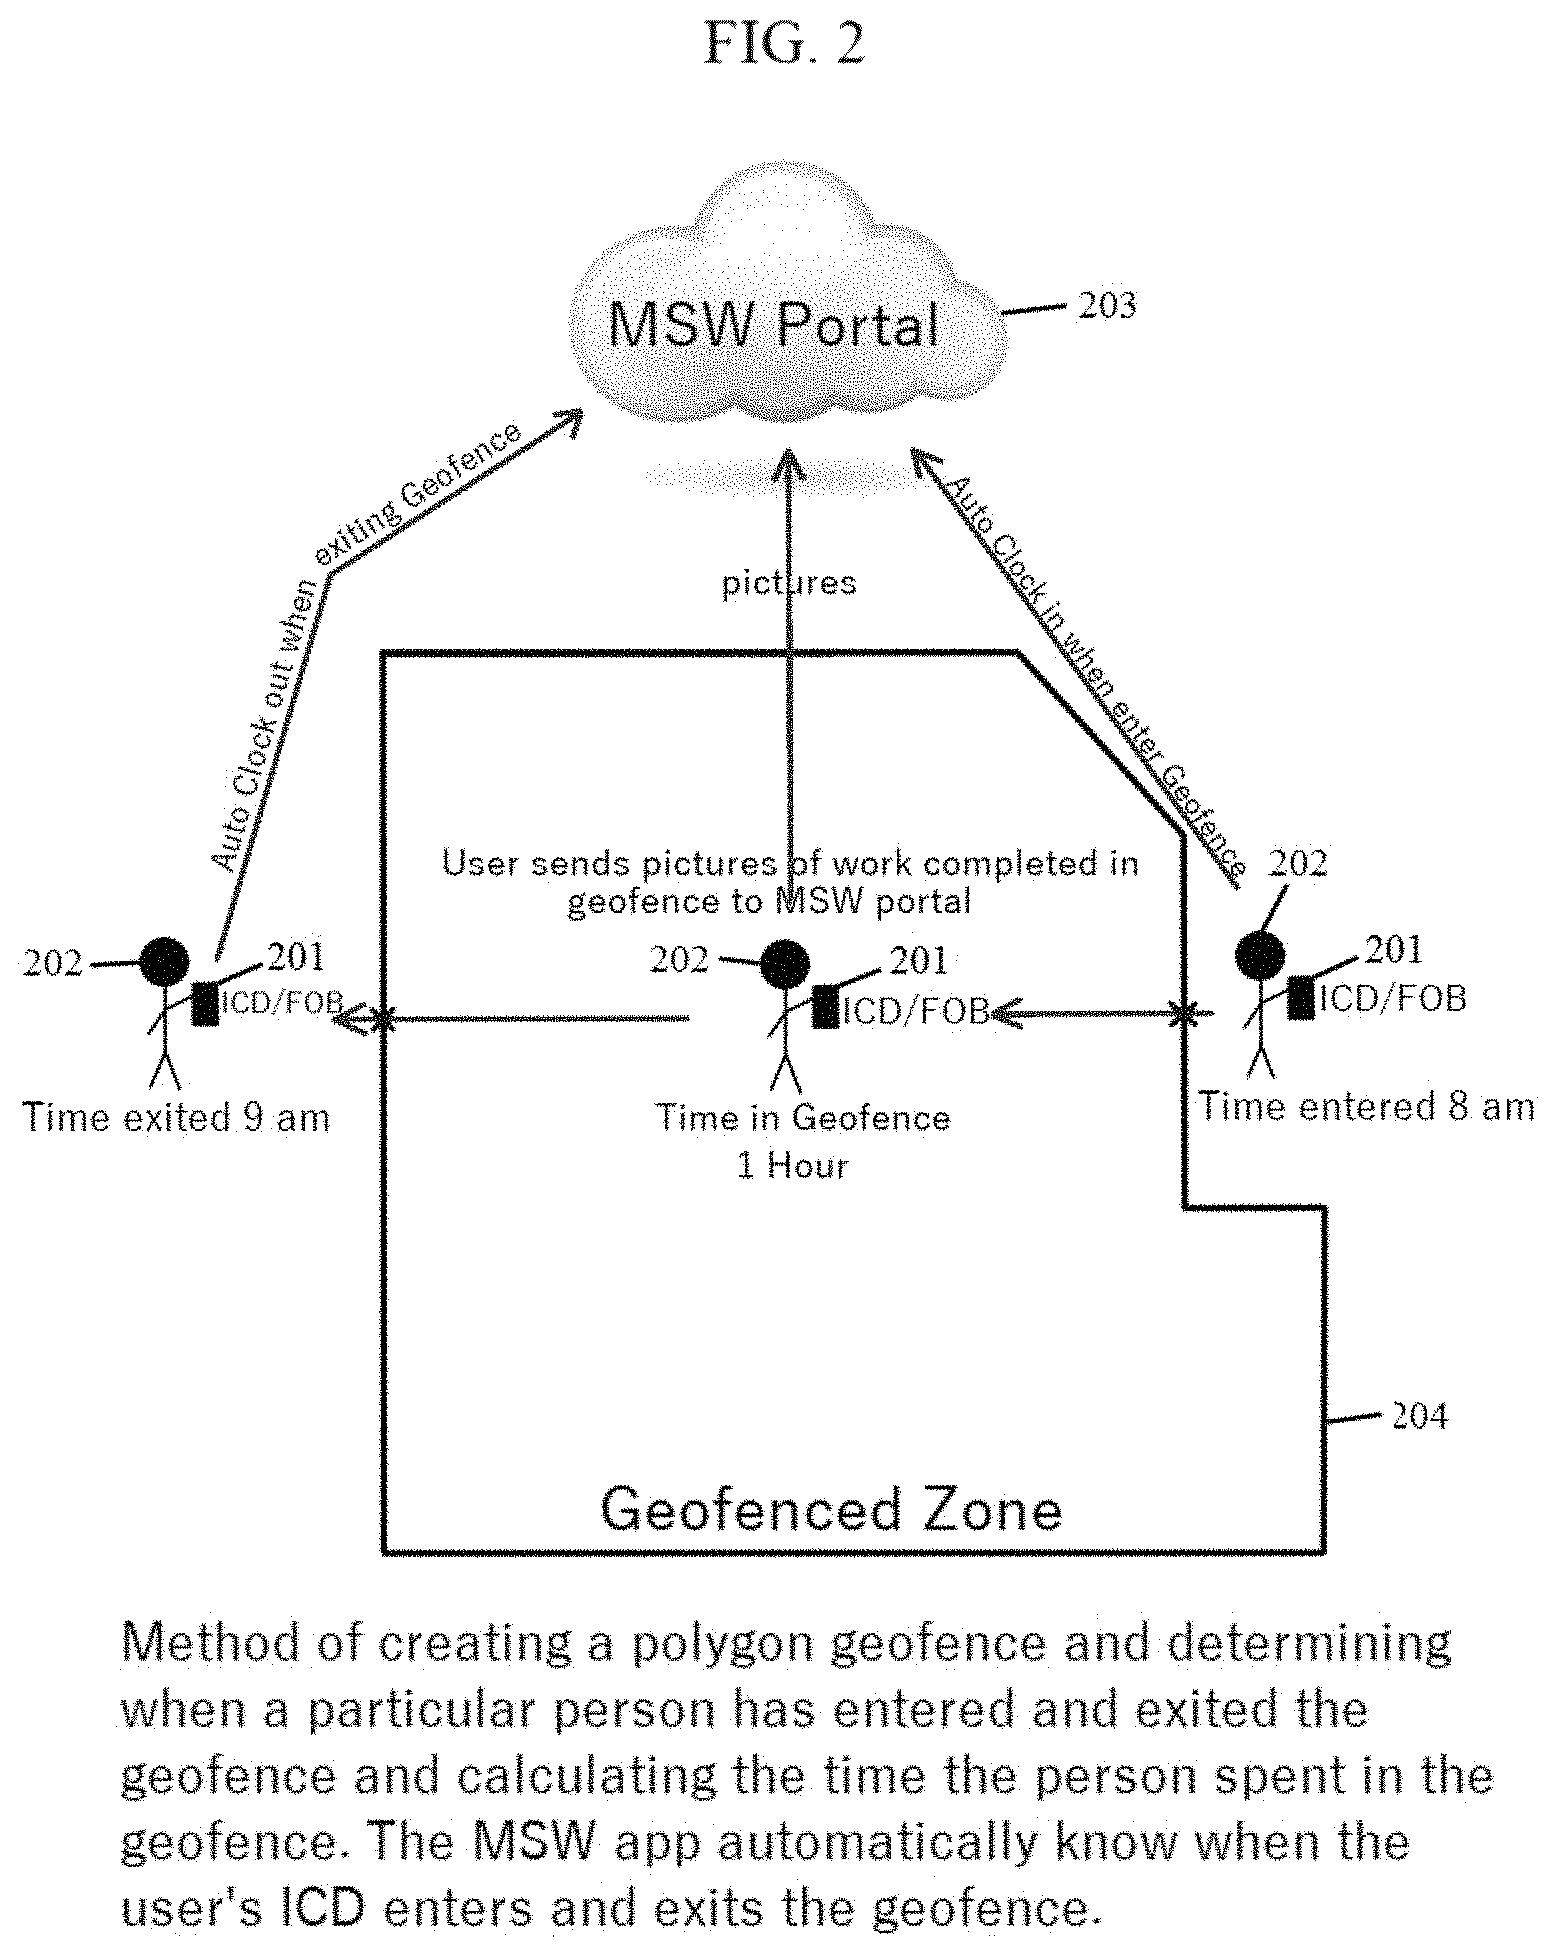 FIG. 2
MSW Portal
203
exiting Geofence
Auto Clock out when
pictures
Auto Clock in when enter Geofence
User sends pictures of work completed in
geofence to MSW portal
202
201
ICD/FOB
Time exited 9 am
202
201
ICD/FOB
Time in Geofence
1 Hour
202
201
ICD/FOB
Time entered 8 am
204
Geofenced Zone
Method of creating a polygon geofence and determining
when a particular person has entered and exited the
geofence and calculating the time the person spent in the
geofence. The MSW app automatically know when the
user's ICD enters and exits the geofence.